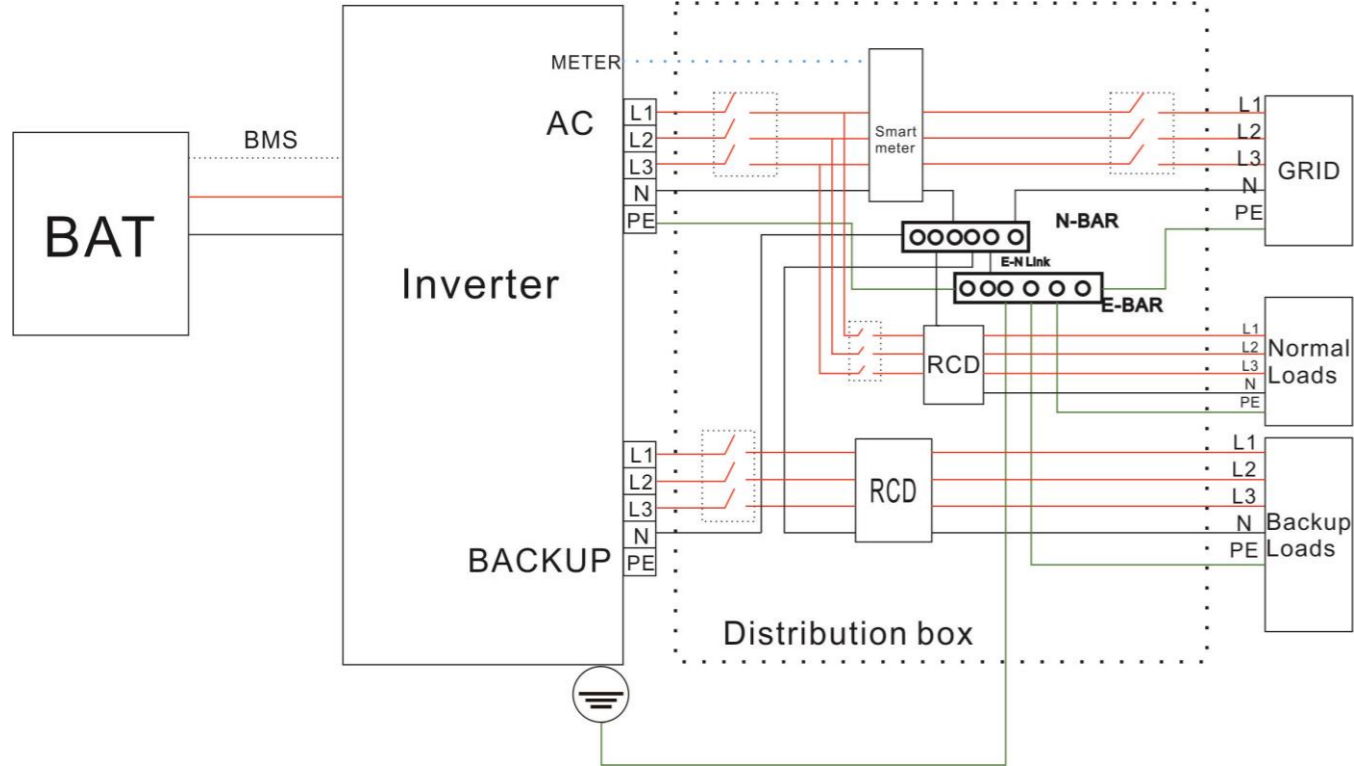 BAT
BMS
Inverter
METER
AC
L1
L2
L3
N
PE
BACKUP
L1
L2
L3
N
PE
Smart
meter
N-BAR
E-N Link
E-BAR
RCD
RCD
Distribution box
L1
L2
L3
N
PE
GRID
L1
L2
L3
N
PE
Normal
Loads
L1
L2
L3
N
PE
Backup
Loads